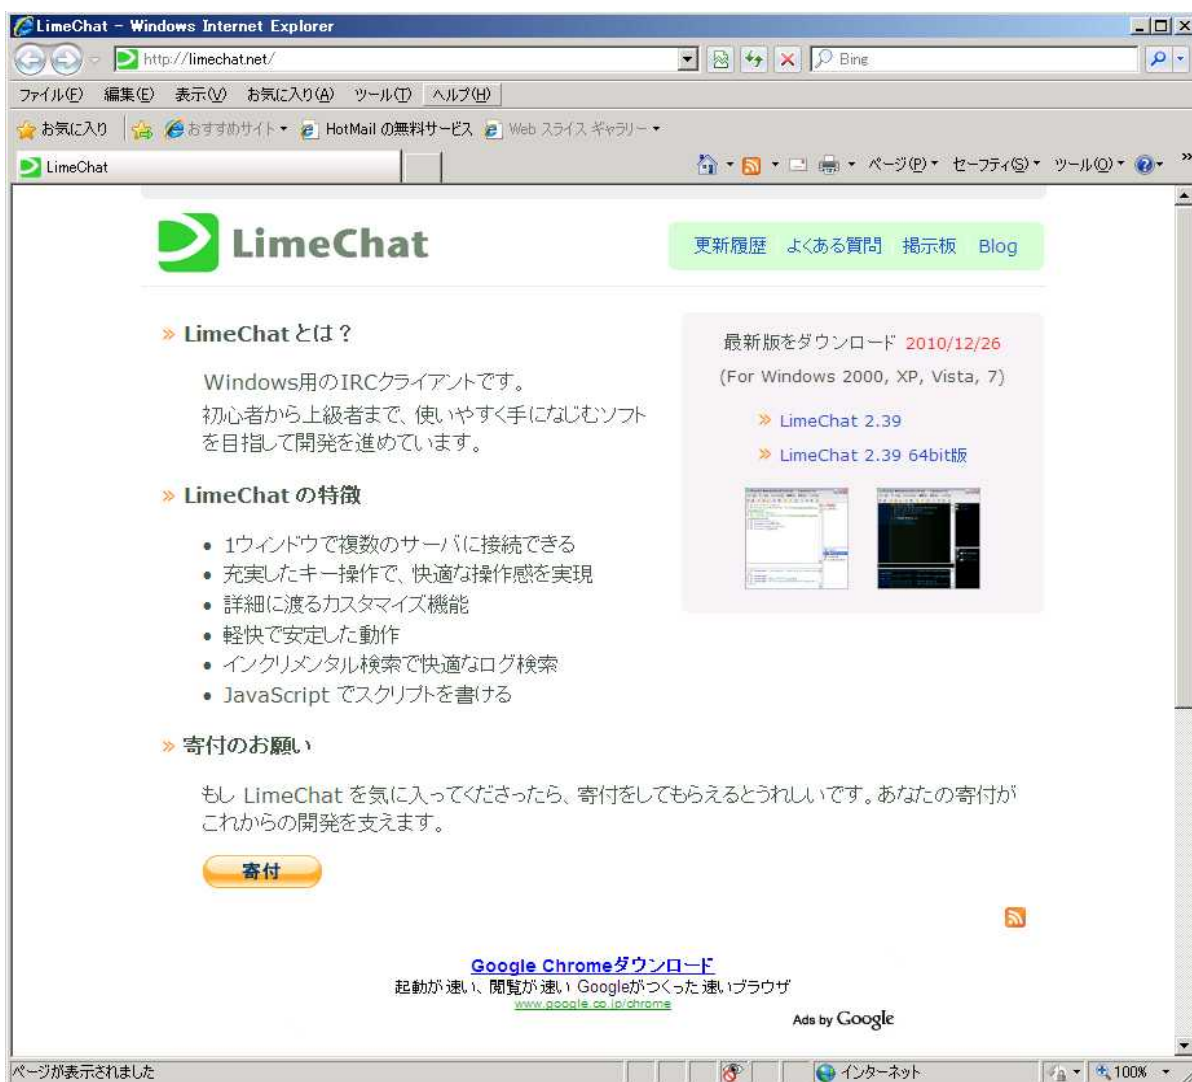 LimeChat - Windows Internet Explorer
http://limechat.net/
Bing
ファイル(F) 編集(E) 表示(V) お気に入り(A) ツール(T) ヘルプ(H)
お気に入り おすすめサイト HotMail の無料サービス Web スライス ギャラリー
LimeChat
ページ(P) セーフティ(S) ツール(O)
LimeChat
更新履歴 よくある質問 掲示板 Blog
» LimeChat とは？
Windows用のIRCクライアントです。
初心者から上級者まで、使いやすく手になじむソフト
を目指して開発を進めています。
» LimeChat の特徴
• 1ウィンドウで複数のサーバに接続できる
• 充実したキー操作で、快適な操作感を実現
• 詳細に渡るカスタマイズ機能
• 軽快で安定した動作
• インクリメンタル検索で快適なログ検索
• JavaScript でスクリプトを書ける
最新版をダウンロード 2010/12/26
(For Windows 2000, XP, Vista, 7)
» LimeChat 2.39
» LimeChat 2.39 64bit版
» 寄付のお願い
もし LimeChat を気に入ってくださったら、寄付をしてもらえるとうれしいです。あなたの寄付が
これからの開発を支えます。
寄付
Google Chromeダウンロード
起動が速い、閲覧が速い Googleがつくった速いブラウザ
www.google.co.jp/chrome
Ads by Google
ページが表示されました
インターネット
100%